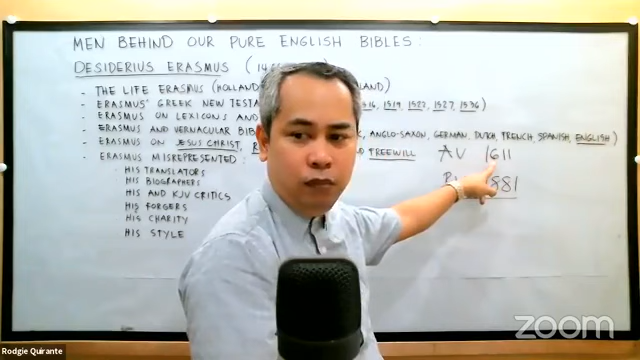 MEN BEHIND OUR PURE ENGLISH BIBLES:
DESIDERIUS ERASMUS (14
- THE LIFE ERASMUS (HOLLAND LAND)
- ERASMUS' GREEK NEW TESTA 1516, 1519, 1522, 1527, 1536)
- ERASMUS ON LEXICONS AND
- ERASMUS AND VERNACULAR BIB ANGLO-SAXON, GERMAN, DUTCH, FRENCH, SPANISH, ENGLISH)
- ERASMUS ON JESUS CHRIST, FREEWILL
- ERASMUS MISREPRESENTED:
HIS TRANSLATORS
HIS BIOGRAPHERS
HIS AND KJV CRITICS
HIS FORGERS
HIS CHARITY
HIS STYLE
AV 1611
881
zoom
Rodgie Quirante